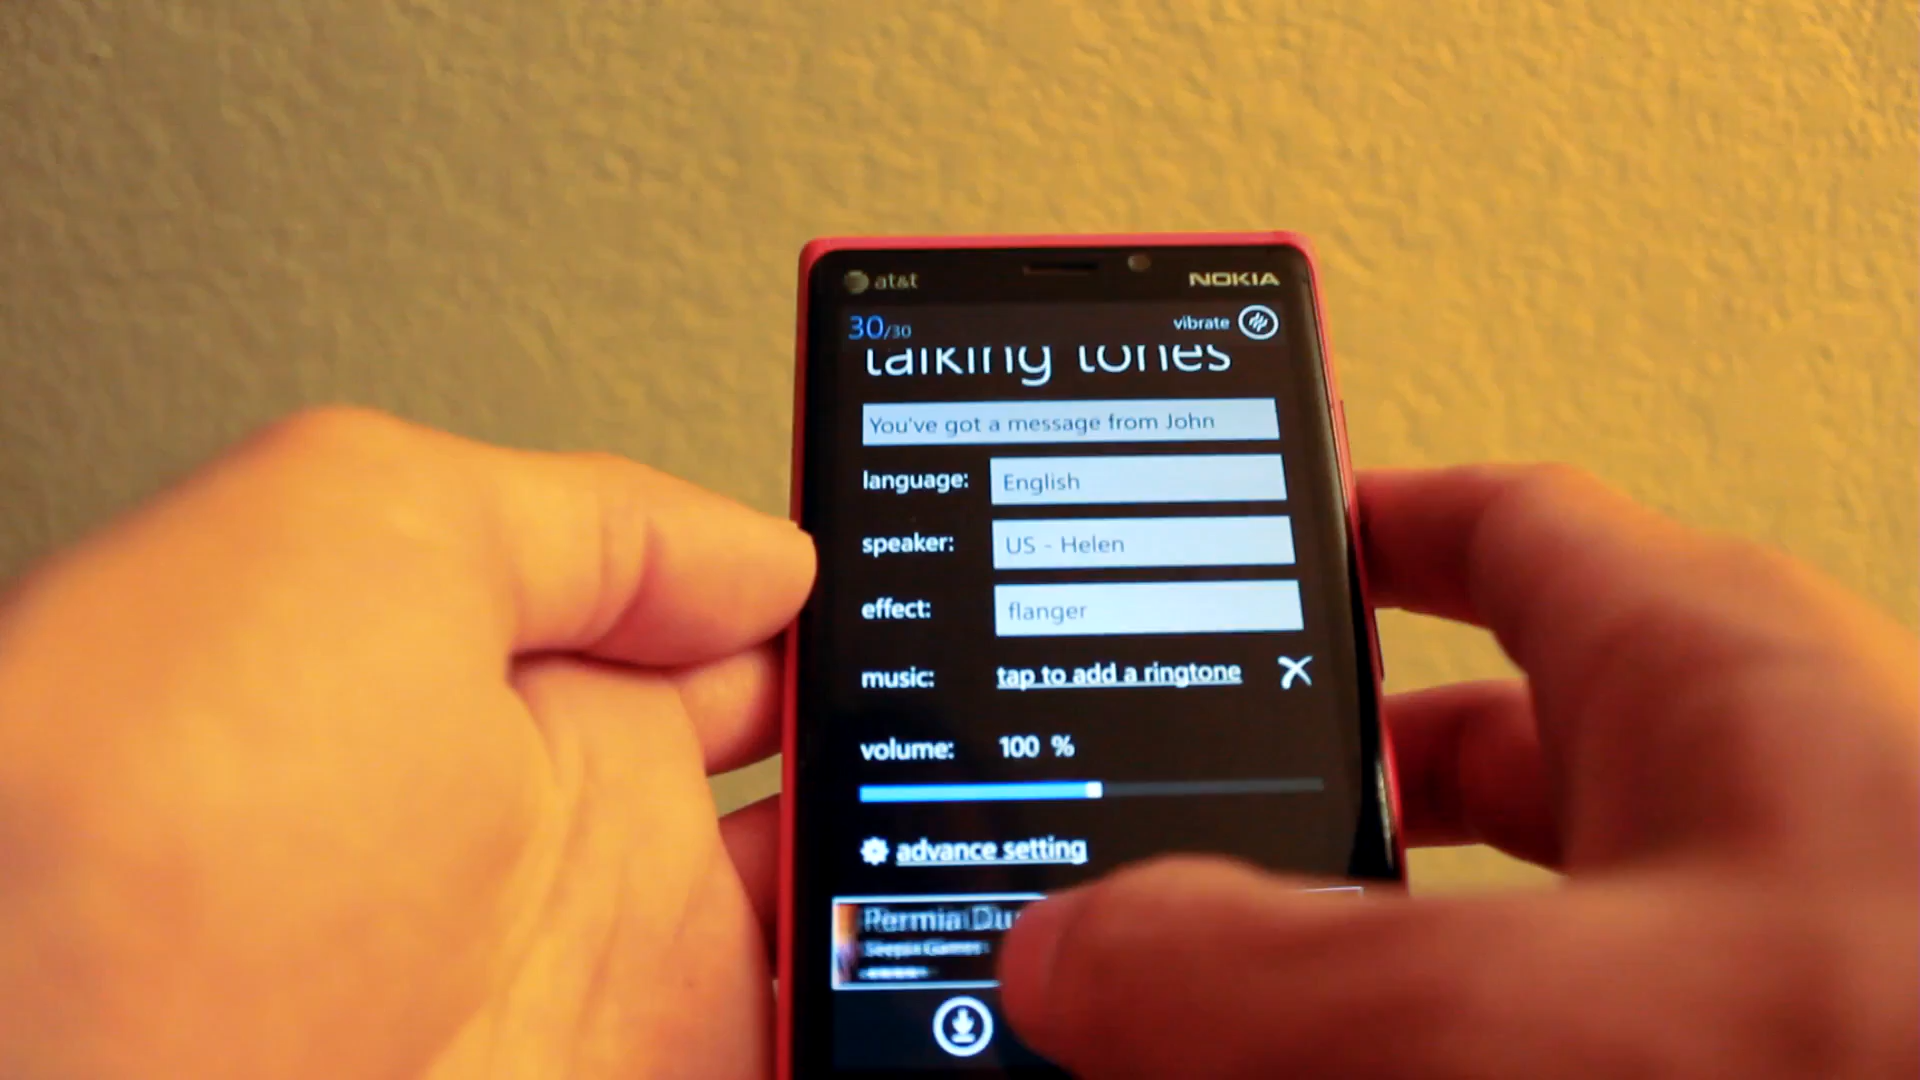 at&t NOKIA
30/30 vibrate
talking tones
You've got a message from John
language: English
speaker: US - Helen
effect: flanger
music: tap to add a ringtone
volume: 100 %
advance setting